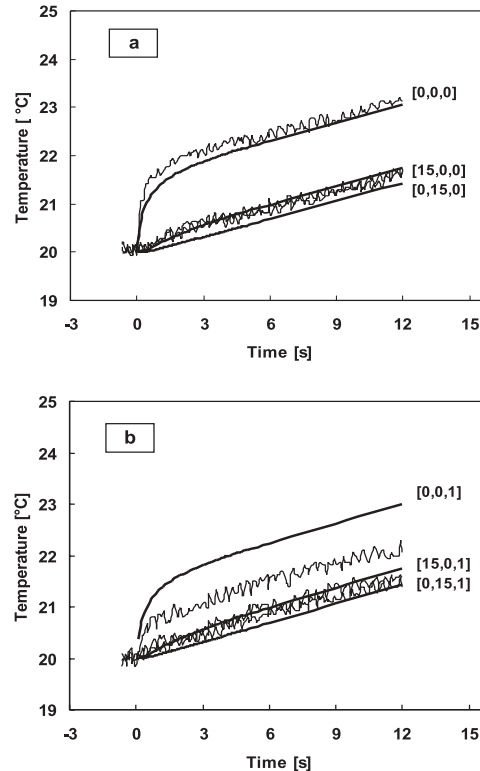 a
25
24
23
22
21
20
19
Temperature [ °C]
[0,0,0]
[15,0,0]
[0,15,0]
-3 0 3 6 9 12 15
Time [s]
b
25
24
23
22
21
20
19
Temperature [°C]
[0,0,1]
[15,0,1]
[0,15,1]
-3 0 3 6 9 12 15
Time [s]